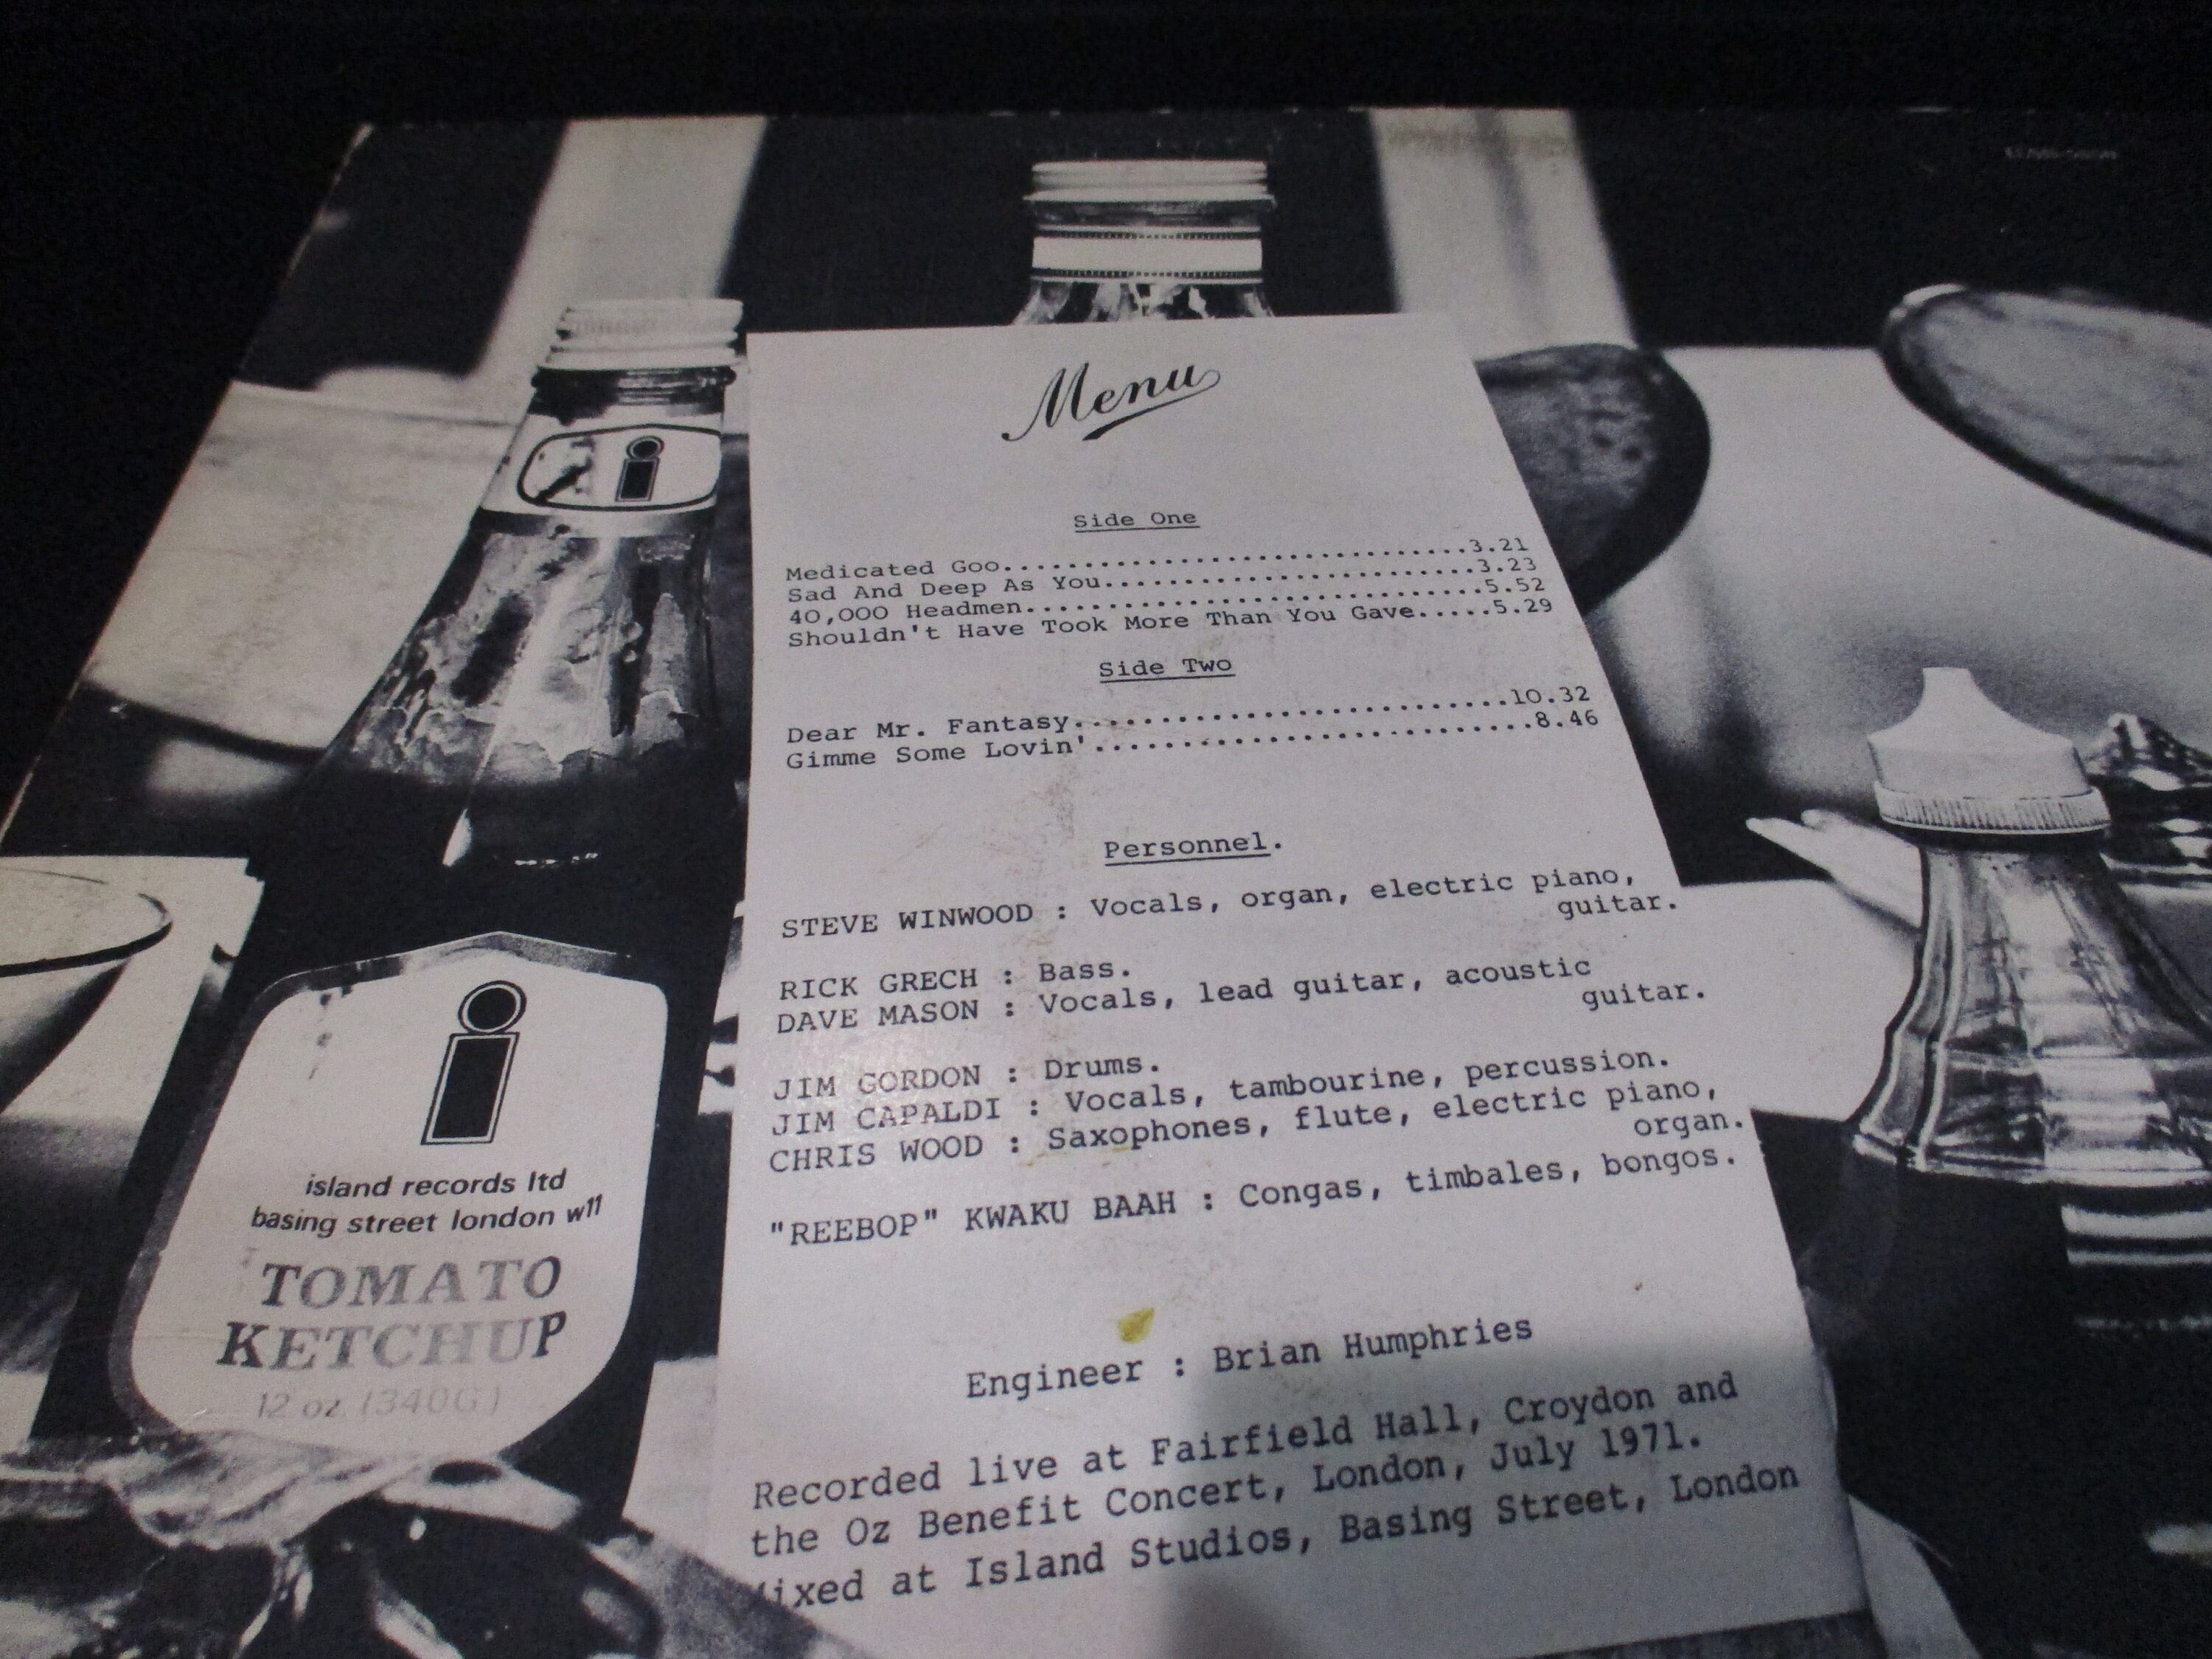 Menu
Side One
Medicated Goo..............................3.21
Sad And Deep As You........................3.23
40,000 Headmen.............................5.52
Shouldn't Have Took More Than You Gave.....5.29
Side Two
Dear Mr. Fantasy...........................10.32
Gimme Some Lovin'..........................8.46
Personnel.
STEVE WINWOOD : Vocals, organ, electric piano,
guitar.
RICK GRECH : Bass.
DAVE MASON : Vocals, lead guitar, acoustic
guitar.
JIM GORDON : Drums.
JIM CAPALDI : Vocals, tambourine, percussion.
CHRIS WOOD : Saxophones, flute, electric piano,
organ.
"REEBOP" KWAKU BAAH : Congas, timbales, bongos.
Engineer : Brian Humphries
Recorded live at Fairfield Hall, Croydon and
the Oz Benefit Concert, London, July 1971.
Mixed at Island Studios, Basing Street, London
i
i
island records ltd
basing street london w11
TOMATO
KETCHUP
12 oz (340G)